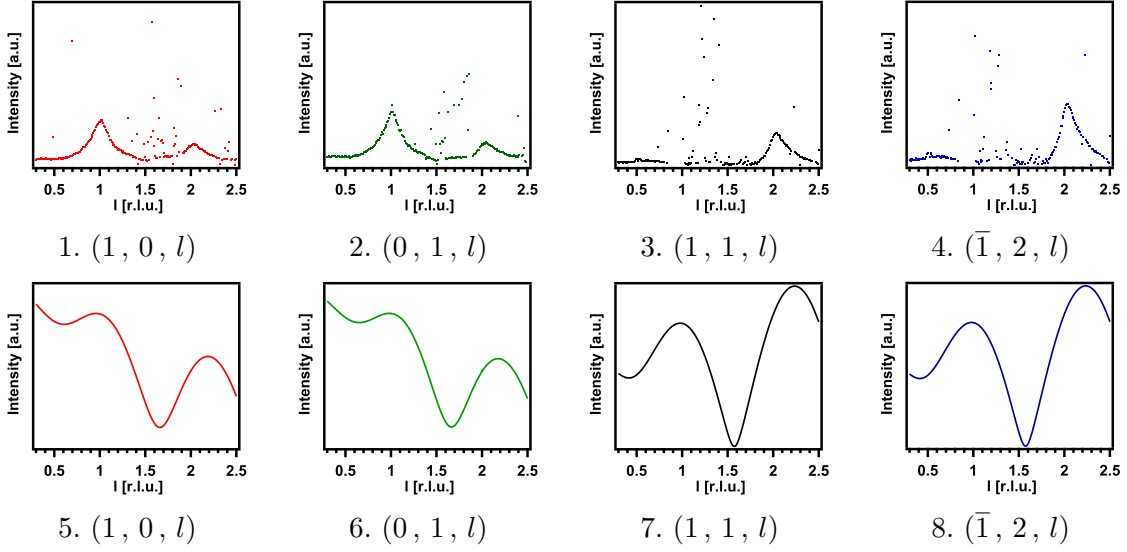 Intensity [a.u.]
0.5 1 1.5 2 2.5
l [r.l.u.]
1. (1 , 0 , l)
Intensity [a.u.]
0.5 1 1.5 2 2.5
l [r.l.u.]
2. (0 , 1 , l)
Intensity [a.u.]
0.5 1 1.5 2 2.5
l [r.l.u.]
3. (1 , 1 , l)
Intensity [a.u.]
0.5 1 1.5 2 2.5
l [r.l.u.]
4. (1̅ , 2 , l)
Intensity [a.u.]
0.5 1 1.5 2 2.5
l [r.l.u.]
5. (1 , 0 , l)
Intensity [a.u.]
0.5 1 1.5 2 2.5
l [r.l.u.]
6. (0 , 1 , l)
Intensity [a.u.]
0.5 1 1.5 2 2.5
l [r.l.u.]
7. (1 , 1 , l)
Intensity [a.u.]
0.5 1 1.5 2 2.5
l [r.l.u.]
8. (1̅ , 2 , l)